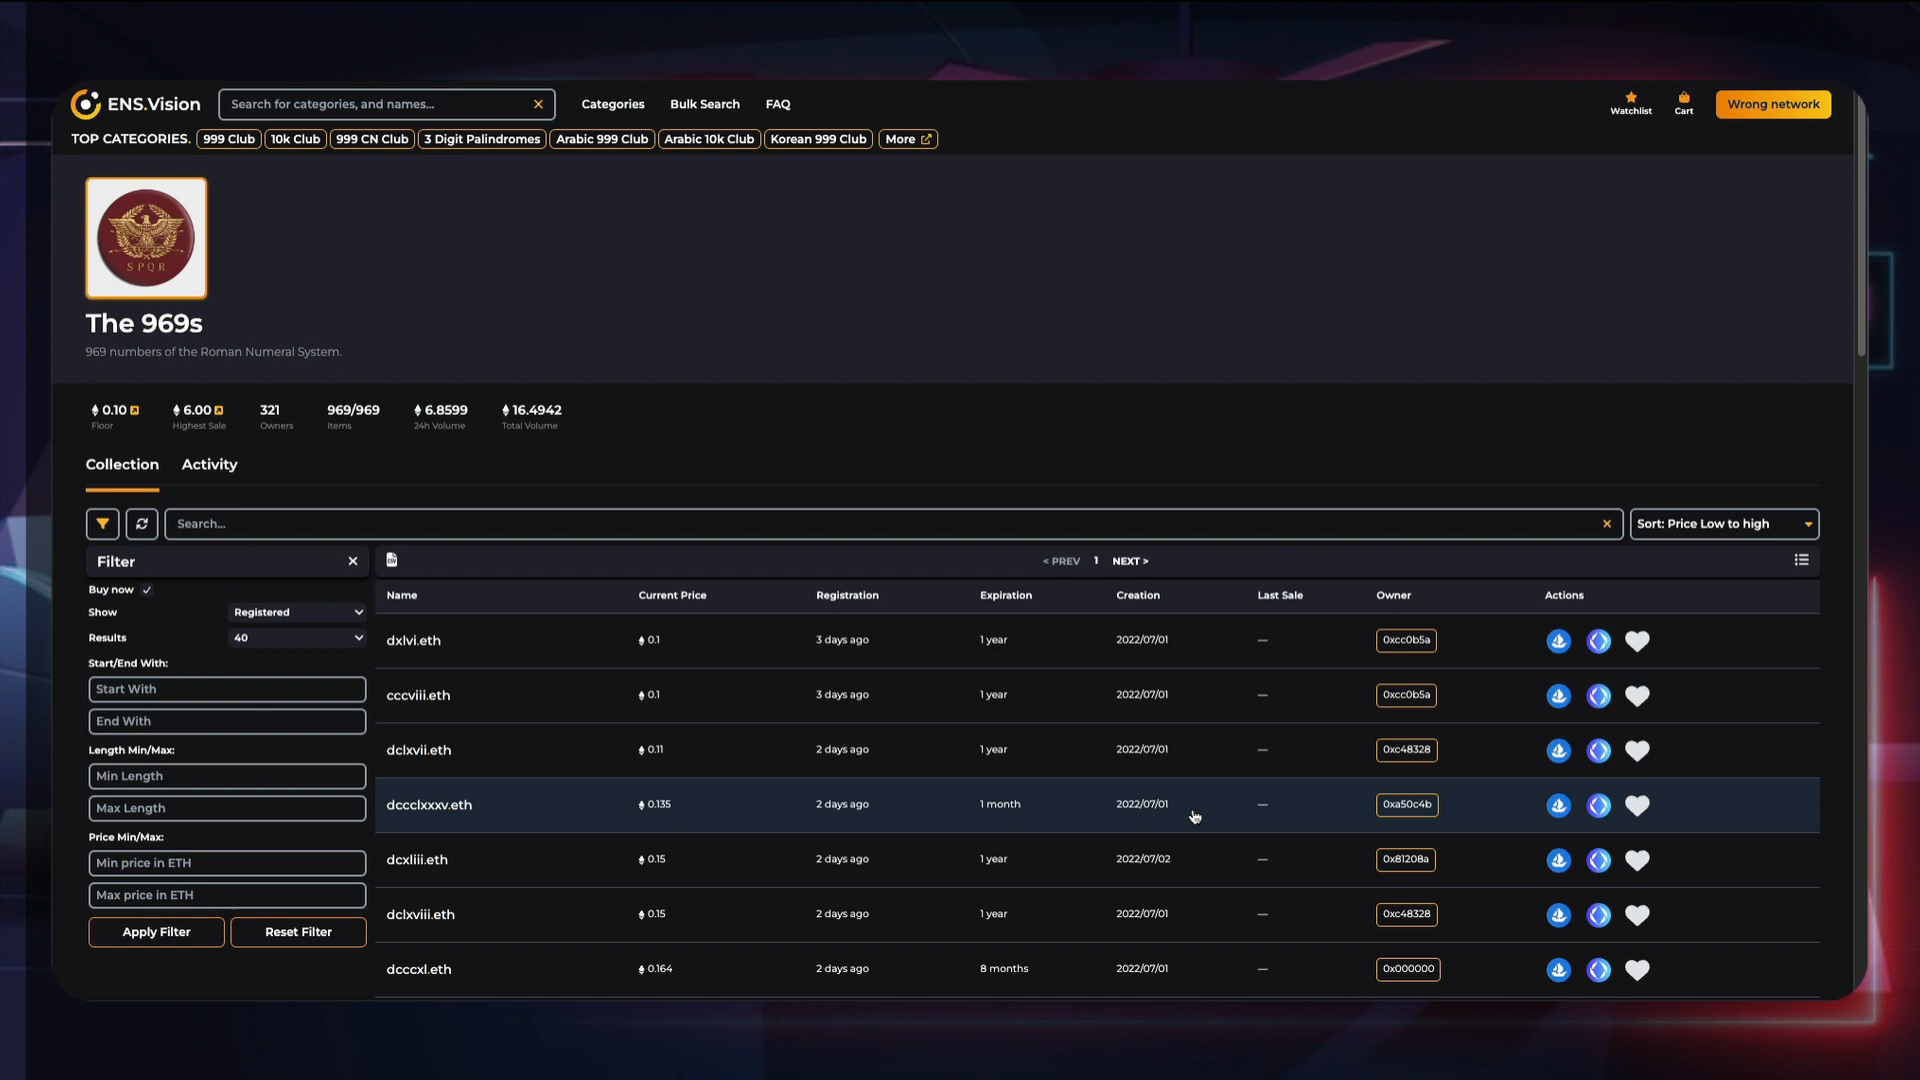 ENS.Vision Search for categories, and names... Categories Bulk Search FAQ Watchlist Cart Wrong network
TOP CATEGORIES. 999 Club 10k Club 999 CN Club 3 Digit Palindromes Arabic 999 Club Arabic 10k Club Korean 999 Club More
SPQR
The 969s
969 numbers of the Roman Numeral System.
0.10 6.00 321 969/969 6.8599 16.4942
Floor Highest Sale Owners Items 24h Volume Total Volume
Collection Activity
Search... Sort: Price Low to high
Filter
< PREV 1 NEXT >
Buy now
Show Registered
Results 40
Start/End With:
Start With
End With
Length Min/Max:
Min Length
Max Length
Price Min/Max:
Min price in ETH
Max price in ETH
Apply Filter Reset Filter
Name Current Price Registration Expiration Creation Last Sale Owner Actions
dxlvi.eth 0.1 3 days ago 1 year 2022/07/01 — 0xcc0b5a
cccviii.eth 0.1 3 days ago 1 year 2022/07/01 — 0xcc0b5a
dclxvii.eth 0.11 2 days ago 1 year 2022/07/01 — 0xc48328
dccclxxxv.eth 0.135 2 days ago 1 month 2022/07/01 — 0xa50c4b
dcxliii.eth 0.15 2 days ago 1 year 2022/07/02 — 0x81208a
dclxviii.eth 0.15 2 days ago 1 year 2022/07/01 — 0xc48328
dcccxl.eth 0.164 2 days ago 8 months 2022/07/01 — 0x000000